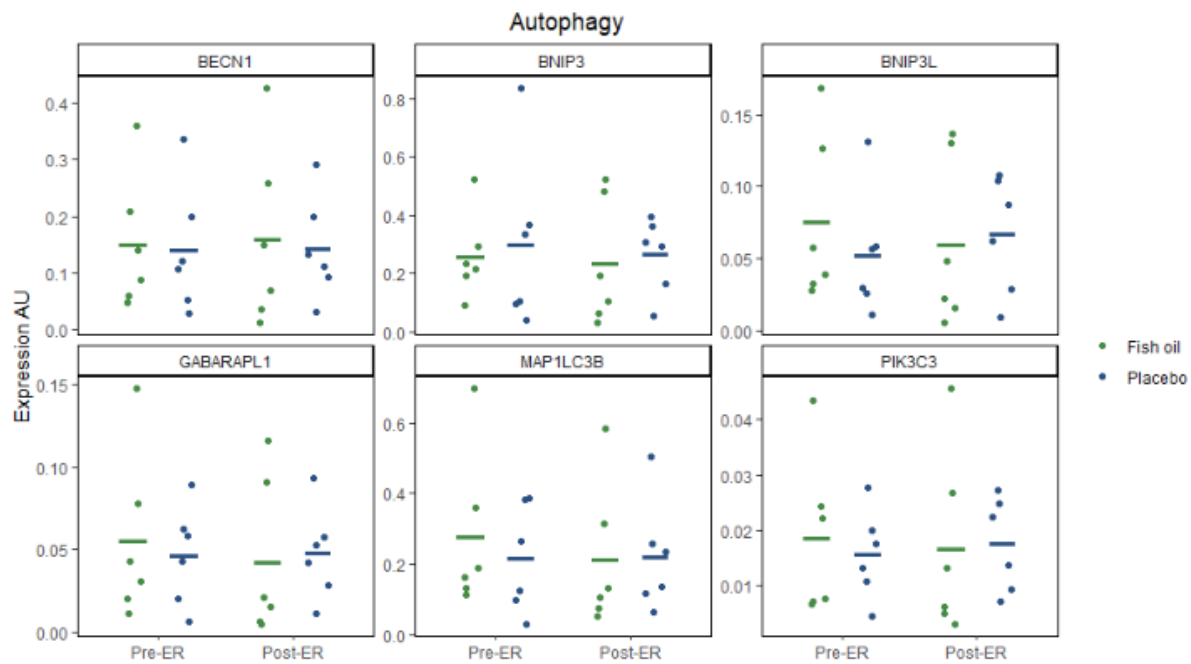 Autophagy
BECN1
BNIP3
BNIP3L
0.4
0.3
0.2
0.1
0.0
0.8
0.6
0.4
0.2
0.0
0.15
0.10
0.05
0.00
Expression AU
GABARAPL1
MAP1LC3B
PIK3C3
0.15
0.10
0.05
0.00
0.6
0.4
0.2
0.0
0.04
0.03
0.02
0.01
Pre-ER Post-ER
Pre-ER Post-ER
Pre-ER Post-ER
Fish oil
Placebo